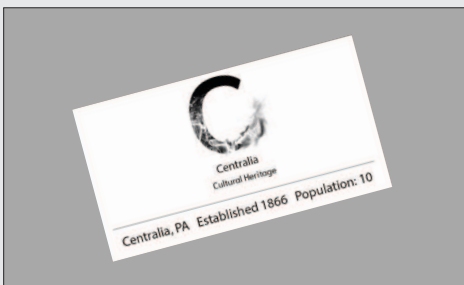 C
Centralia
Cultural Heritage
Centralia, PA Established 1866 Population: 10